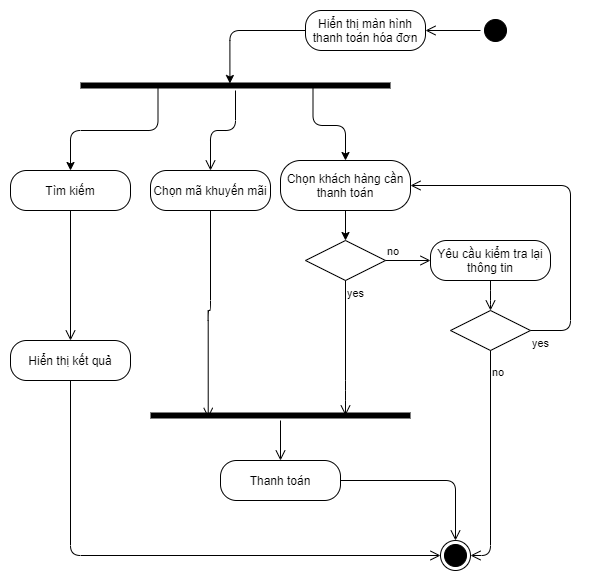 Hiển thị màn hình
thanh toán hóa đơn
Tìm kiếm
Chọn mã khuyến mãi
Chọn khách hàng cần
thanh toán
no
Yêu cầu kiểm tra lại
thông tin
yes
yes
Hiển thị kết quả
no
Thanh toán